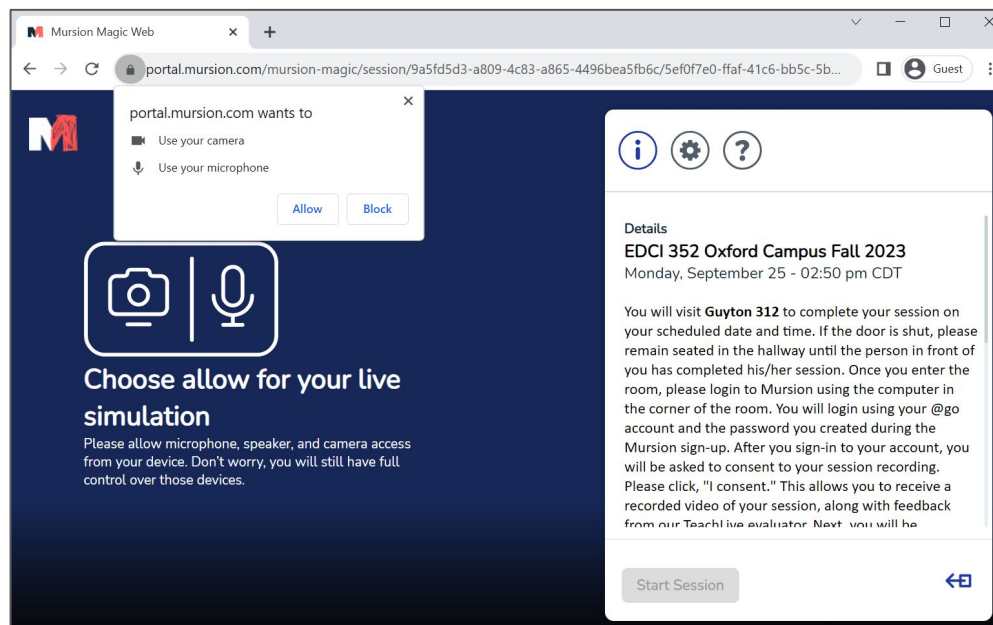 Mursion Magic Web
portal.mursion.com/mursion-magic/session/9a5fd5d3-a809-4c83-a865-4496bea5fb6c/5ef0f7e0-ffaf-41c6-bb5c-5b...
Guest
portal.mursion.com wants to
Use your camera
Use your microphone
Allow
Block
M
Choose allow for your live
simulation
Please allow microphone, speaker, and camera access
from your device. Don't worry, you will still have full
control over those devices.
Details
EDCI 352 Oxford Campus Fall 2023
Monday, September 25 - 02:50 pm CDT
You will visit Guyton 312 to complete your session on
your scheduled date and time. If the door is shut, please
remain seated in the hallway until the person in front of
you has completed his/her session. Once you enter the
room, please login to Mursion using the computer in
the corner of the room. You will login using your @go
account and the password you created during the
Mursion sign-up. After you sign-in to your account, you
will be asked to consent to your session recording.
Please click, "I consent." This allows you to receive a
recorded video of your session, along with feedback
from our TeachLive evaluator. Next, you will be
Start Session